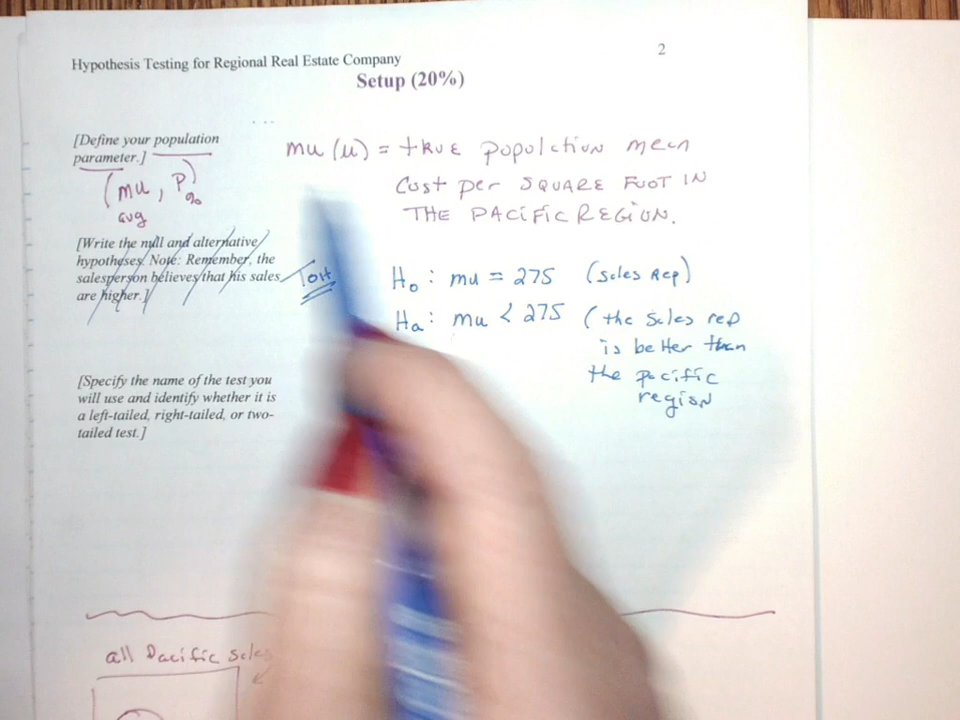 2
Hypothesis Testing for Regional Real Estate Company
Setup (20%)
[Define your population
parameter.]
(mu, P)
avg %
mu (u) = tRUE populction mecn
Cost per SQUARE FOOT IN
THE PACIFIC REGION.
[Write the null and alternative
hypotheses. Note: Remember, the
salesperson believes that his sales
are higher.]
Ho: mu = 275 (sales Rep)
Ha: mu < 275 (the sales rep
is better than
the pacific
region
[Specify the name of the test you
will use and identify whether it is
a left-tailed, right-tailed, or two-
tailed test.]
all Pacific sales